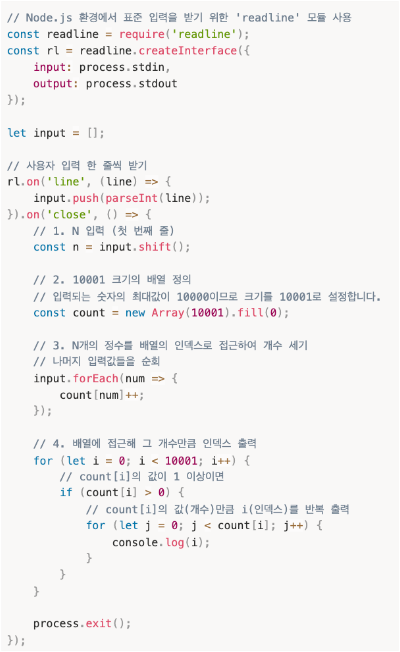 // Node.js 환경에서 표준 입력을 받기 위한 'readline' 모듈 사용
const readline = require('readline');
const rl = readline.createInterface({
    input: process.stdin,
    output: process.stdout
});

let input = [];

// 사용자 입력 한 줄씩 받기
rl.on('line', (line) => {
    input.push(parseInt(line));
}).on('close', () => {
    // 1. N 입력 (첫 번째 줄)
    const n = input.shift();

    // 2. 10001 크기의 배열 정의
    // 입력되는 숫자의 최대값이 10000이므로 크기를 10001로 설정합니다.
    const count = new Array(10001).fill(0);

    // 3. N개의 정수를 배열의 인덱스로 접근하여 개수 세기
    // 나머지 입력값들을 순회
    input.forEach(num => {
        count[num]++;
    });

    // 4. 배열에 접근해 그 개수만큼 인덱스 출력
    for (let i = 0; i < 10001; i++) {
        // count[i]의 값이 1 이상이면
        if (count[i] > 0) {
            // count[i]의 값(개수)만큼 i(인덱스)를 반복 출력
            for (let j = 0; j < count[i]; j++) {
                console.log(i);
            }
        }
    }

    process.exit();
});